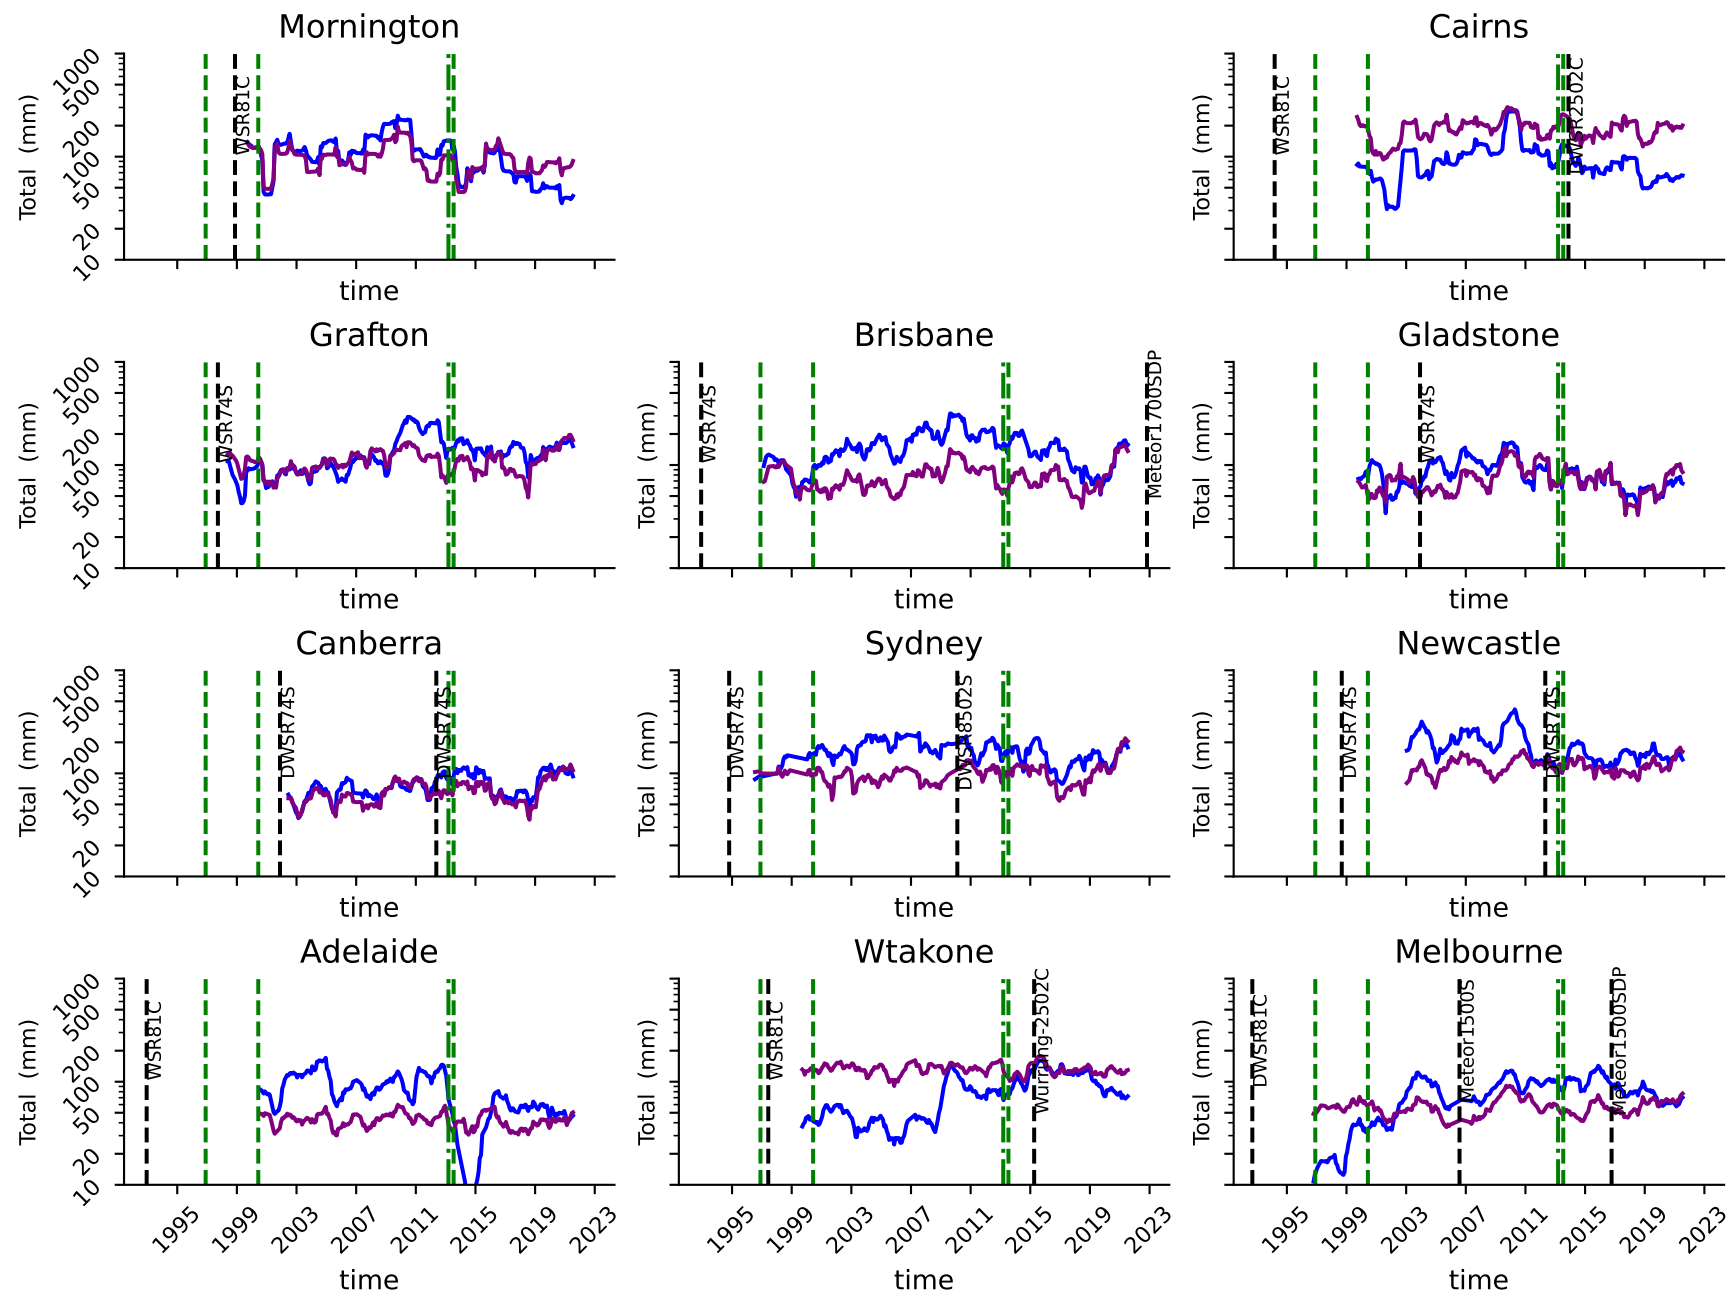 Mornington
Total (mm)
1000
500
200
100
50
20
10
WSR81C
time
Cairns
Total (mm)
WSR81C
DWSR2502C
time
Grafton
Total (mm)
1000
500
200
100
50
20
10
WSR74S
time
Brisbane
Total (mm)
WSR74S
Meteor1700SDP
time
Gladstone
Total (mm)
WSR74S
time
Canberra
Total (mm)
1000
500
200
100
50
20
10
DWSR74S
DWSR74S
time
Sydney
Total (mm)
DWSR74S
DWSR8502S
time
Newcastle
Total (mm)
DWSR74S
DWSR74S
time
Adelaide
Total (mm)
1000
500
200
100
50
20
10
WSR81C
1995 1999 2003 2007 2011 2015 2019 2023
time
Wtakone
Total (mm)
WSR81C
Wurrung-2502C
1995 1999 2003 2007 2011 2015 2019 2023
time
Melbourne
Total (mm)
DWSR81C
Meteor1500S
Meteor1500SDP
1995 1999 2003 2007 2011 2015 2019 2023
time